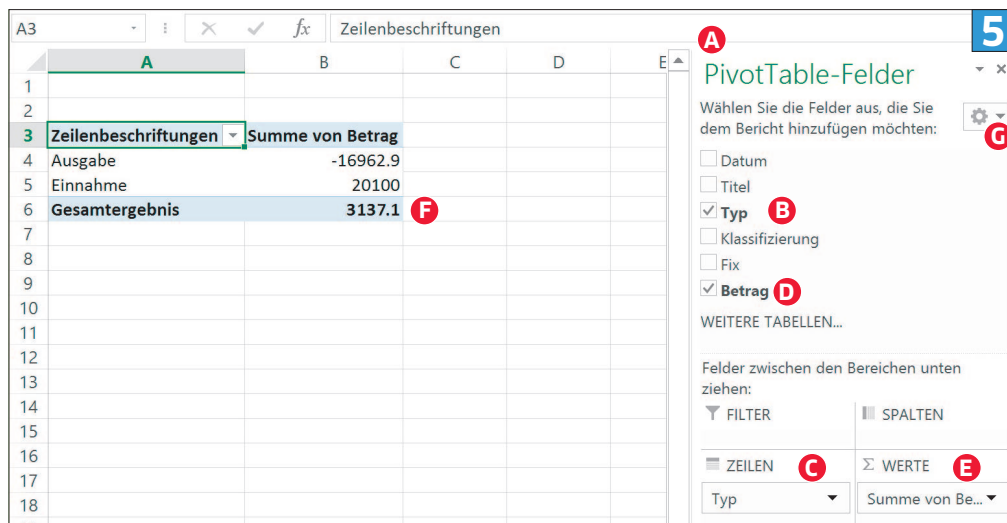 A3 fx Zeilenbeschriftungen
5
A B C D E
1
2
3 Zeilenbeschriftungen Summe von Betrag
4 Ausgabe -16962.9
5 Einnahme 20100
6 Gesamtergebnis 3137.1 F
7
8
9
10
11
12
13
14
15
16
17
18
A
PivotTable-Felder
Wählen Sie die Felder aus, die Sie
dem Bericht hinzufügen möchten:
G
Datum
Titel
Typ B
Klassifizierung
Fix
Betrag D
WEITERE TABELLEN...
Felder zwischen den Bereichen unten
ziehen:
FILTER SPALTEN
ZEILEN C Σ WERTE E
Typ Summe von Be...